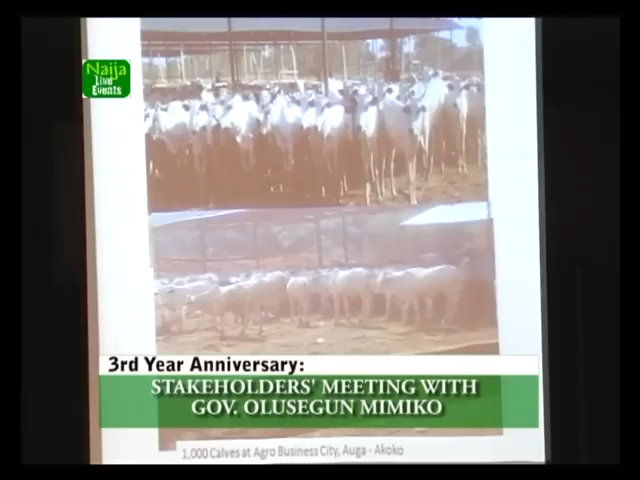 Naija
Live
Events
3rd Year Anniversary:
STAKEHOLDERS' MEETING WITH
GOV. OLUSEGUN MIMIKO
1,000 Calves at Agro Business City, Auga - Akoko